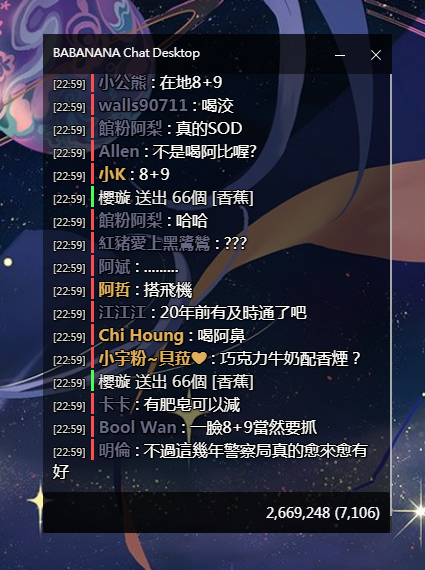 BABANANA Chat Desktop
[22:59] 小公熊 : 在地8+9
[22:59] walls90711 : 喝洨
[22:59] 館粉阿梨 : 真的SOD
[22:59] Allen : 不是喝阿比喔?
[22:59] 小K : 8+9
[22:59] 櫻璇 送出 66個 [香蕉]
[22:59] 館粉阿梨 : 哈哈
[22:59] 紅豬愛上黑鴛鴦 : ???
[22:59] 阿斌 : .........
[22:59] 阿哲 : 搭飛機
[22:59] 江江江 : 20年前有及時通了吧
[22:59] Chi Houng : 喝阿鼻
[22:59] 小宇粉~貝菈🧡 : 巧克力牛奶配香煙？
[22:59] 櫻璇 送出 66個 [香蕉]
[22:59] 卡卡 : 有肥皂可以減
[22:59] Bool Wan : 一臉8+9當然要抓
[22:59] 明倫 : 不過這幾年警察局真的愈來愈有
好
2,669,248 (7,106)